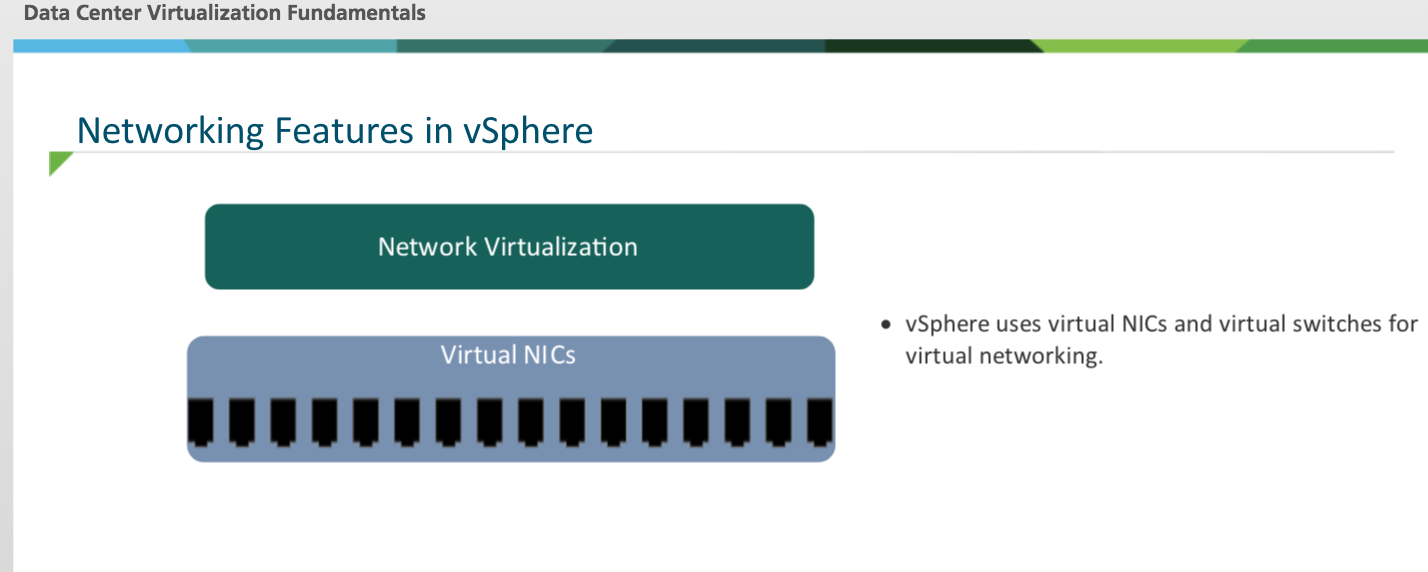 Data Center Virtualization Fundamentals
Networking Features in vSphere
Network Virtualization
Virtual NICs
• vSphere uses virtual NICs and virtual switches for
virtual networking.